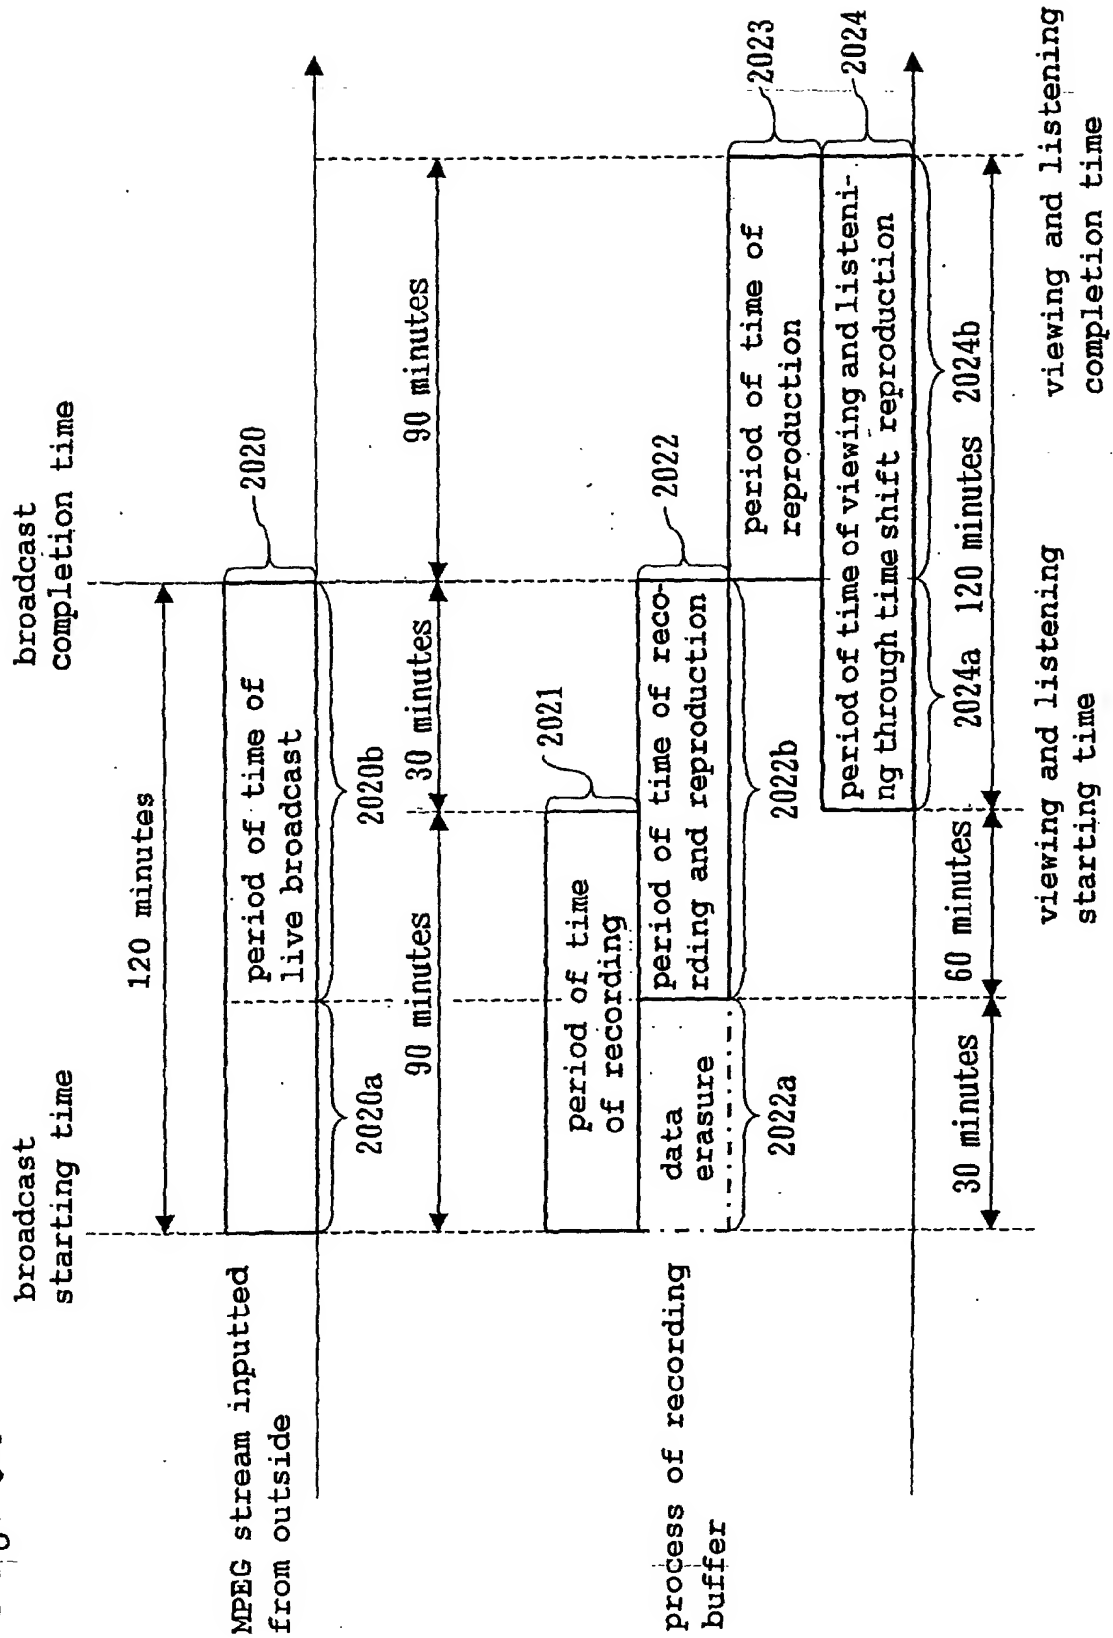 broadcast
starting time
broadcast
completion time
120 minutes
MPEG stream inputted
from outside
period of time of
live broadcast
2020
2020a
2020b
90 minutes
30 minutes
90 minutes
process of recording
buffer
period of time
of recording
2021
data
erasure
period of time of reco-
rding and reproduction
2022
2022a
2022b
period of time of
reproduction
2023
period of time of viewing and listeni-
ng through time shift reproduction
2024
2024a
2024b
30 minutes
60 minutes
120 minutes
viewing and listening
starting time
viewing and listening
completion time